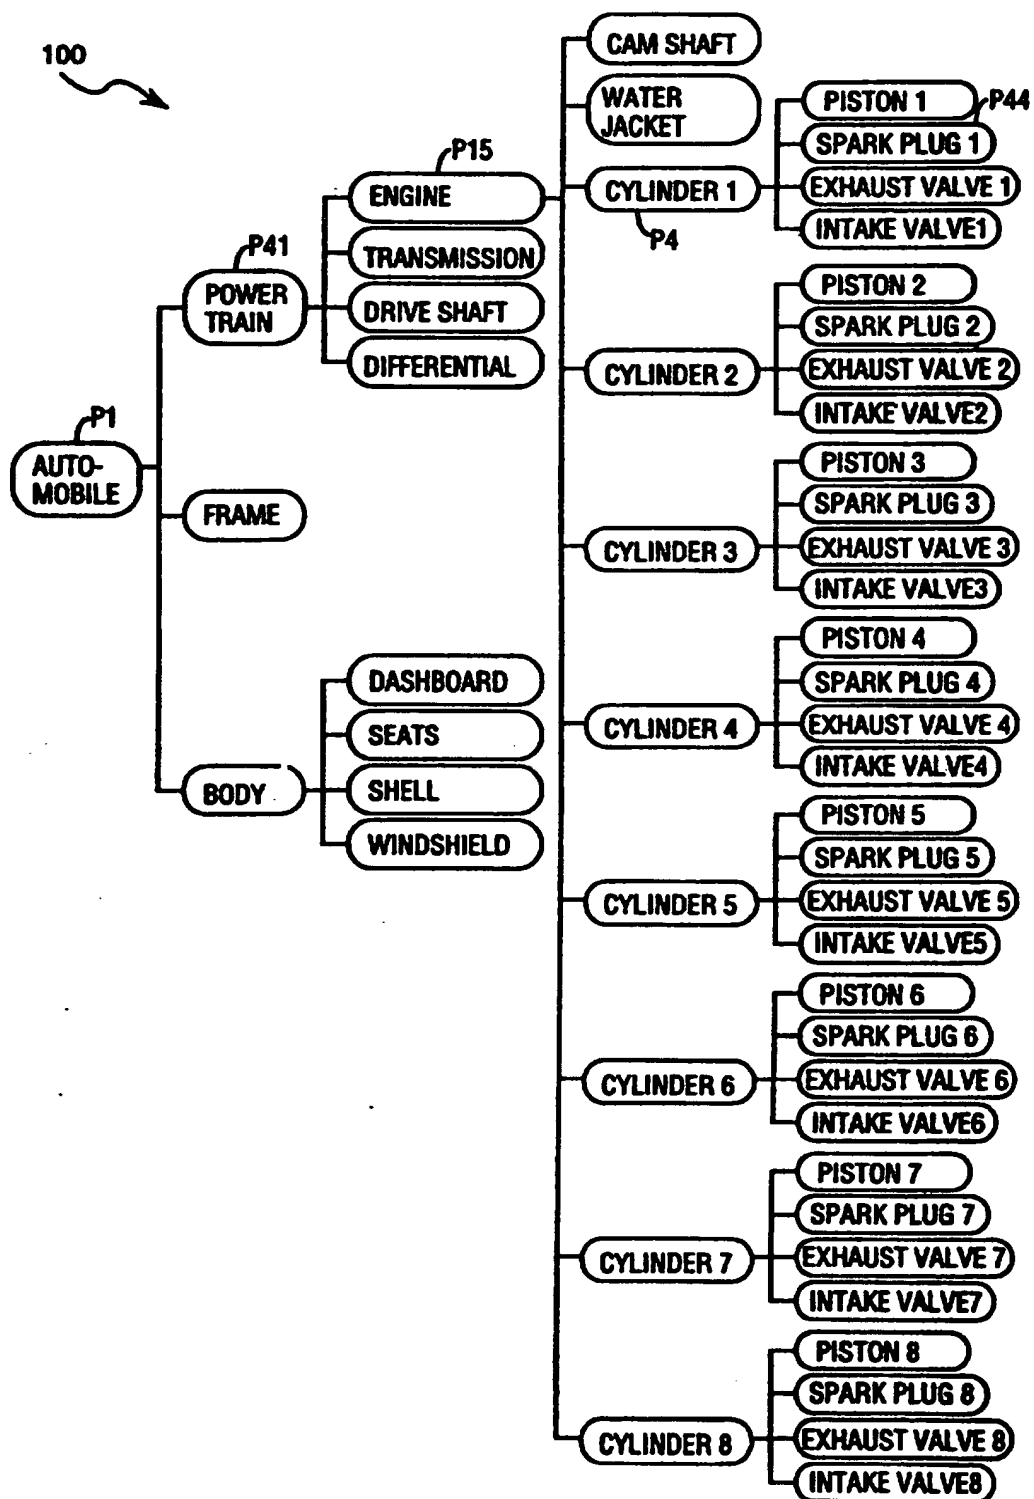 100
CAM SHAFT
WATER
JACKET
PISTON 1
P44
SPARK PLUG 1
P15
ENGINE
CYLINDER 1
EXHAUST VALVE 1
P4
INTAKE VALVE1
P41
TRANSMISSION
POWER
TRAIN
DRIVE SHAFT
DIFFERENTIAL
PISTON 2
SPARK PLUG 2
CYLINDER 2
EXHAUST VALVE 2
INTAKE VALVE2
P1
AUTO-
MOBILE
FRAME
PISTON 3
SPARK PLUG 3
CYLINDER 3
EXHAUST VALVE 3
INTAKE VALVE3
PISTON 4
DASHBOARD
SPARK PLUG 4
SEATS
CYLINDER 4
EXHAUST VALVE 4
INTAKE VALVE4
BODY
SHELL
WINDSHIELD
PISTON 5
SPARK PLUG 5
CYLINDER 5
EXHAUST VALVE 5
INTAKE VALVE5
PISTON 6
SPARK PLUG 6
CYLINDER 6
EXHAUST VALVE 6
INTAKE VALVE6
PISTON 7
SPARK PLUG 7
CYLINDER 7
EXHAUST VALVE 7
INTAKE VALVE7
PISTON 8
SPARK PLUG 8
CYLINDER 8
EXHAUST VALVE 8
INTAKE VALVE8